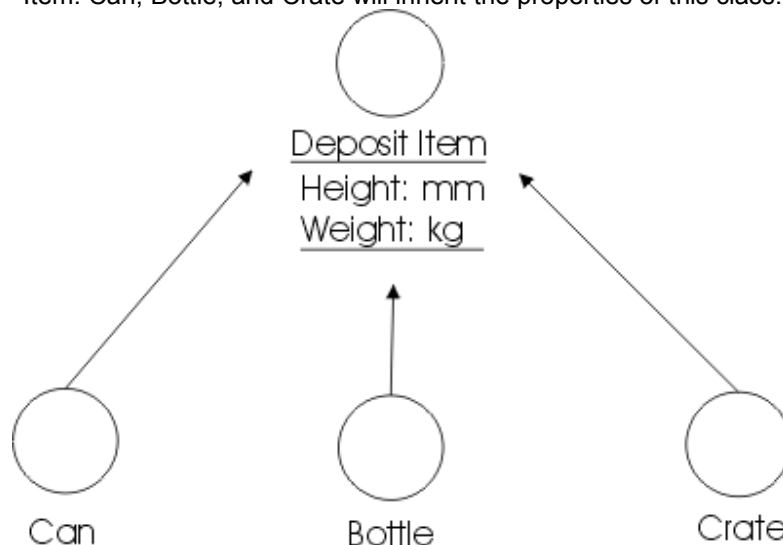 Item. Can, Bottle, and Crate will inherit the properties of this class.
Deposit Item
Height: mm
Weight: kg
Can
Bottle
Crate